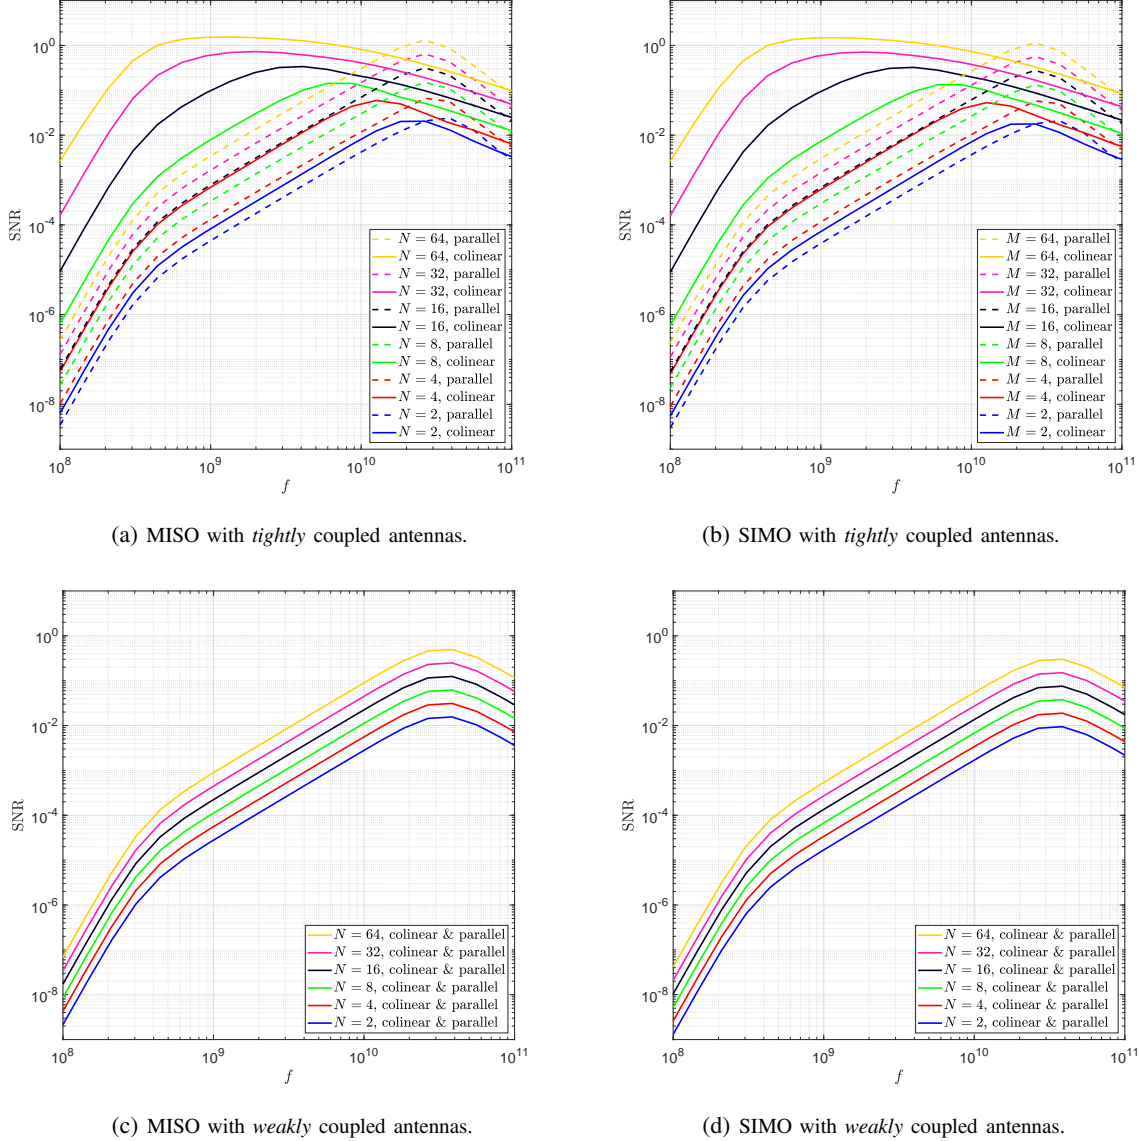 SNR
10^0
10^-2
10^-4
10^-6
10^-8
10^8
10^9
10^10
10^11
f
N = 64, parallel
N = 64, colinear
N = 32, parallel
N = 32, colinear
N = 16, parallel
N = 16, colinear
N = 8, parallel
N = 8, colinear
N = 4, parallel
N = 4, colinear
N = 2, parallel
N = 2, colinear
(a) MISO with tightly coupled antennas.
SNR
10^0
10^-2
10^-4
10^-6
10^-8
10^8
10^9
10^10
10^11
f
M = 64, parallel
M = 64, colinear
M = 32, parallel
M = 32, colinear
M = 16, parallel
M = 16, colinear
M = 8, parallel
M = 8, colinear
M = 4, parallel
M = 4, colinear
M = 2, parallel
M = 2, colinear
(b) SIMO with tightly coupled antennas.
SNR
10^0
10^-2
10^-4
10^-6
10^-8
10^8
10^9
10^10
10^11
f
N = 64, colinear & parallel
N = 32, colinear & parallel
N = 16, colinear & parallel
N = 8, colinear & parallel
N = 4, colinear & parallel
N = 2, colinear & parallel
(c) MISO with weakly coupled antennas.
SNR
10^0
10^-2
10^-4
10^-6
10^-8
10^8
10^9
10^10
10^11
f
N = 64, colinear & parallel
N = 32, colinear & parallel
N = 16, colinear & parallel
N = 8, colinear & parallel
N = 4, colinear & parallel
N = 2, colinear & parallel
(d) SIMO with weakly coupled antennas.